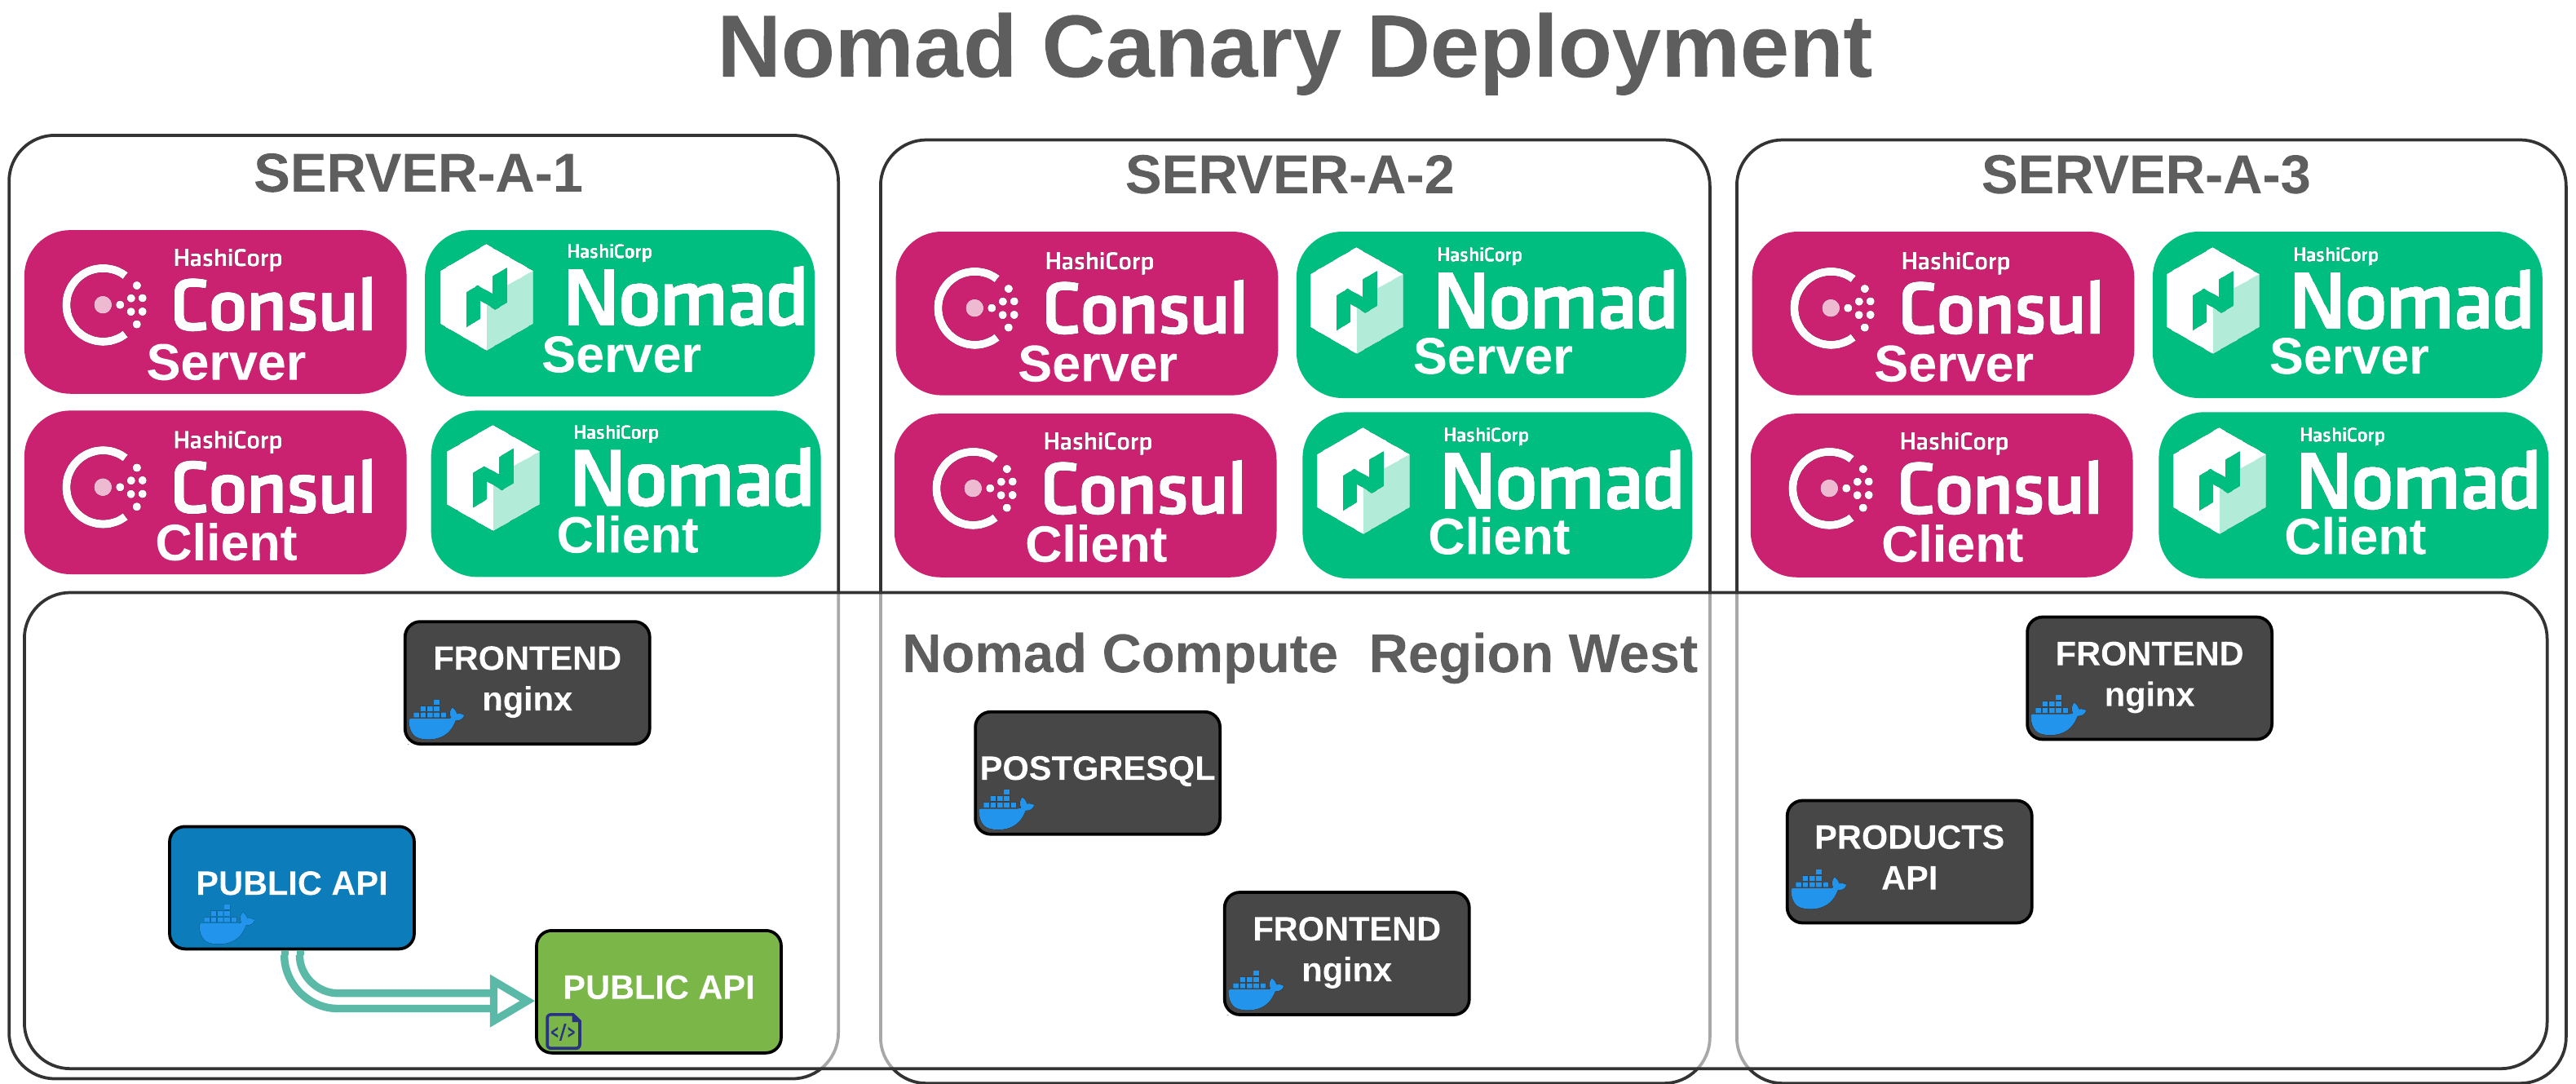 Nomad Canary Deployment
SERVER-A-1
HashiCorp
Consul
Server
HashiCorp
Nomad
Server
HashiCorp
Consul
Client
HashiCorp
Nomad
Client
SERVER-A-2
HashiCorp
Consul
Server
HashiCorp
Nomad
Server
HashiCorp
Consul
Client
HashiCorp
Nomad
Client
SERVER-A-3
HashiCorp
Consul
Server
HashiCorp
Nomad
Server
HashiCorp
Consul
Client
HashiCorp
Nomad
Client
Nomad Compute  Region West
FRONTEND
nginx
PUBLIC API
PUBLIC API
</>
POSTGRESQL
FRONTEND
nginx
FRONTEND
nginx
PRODUCTS
API